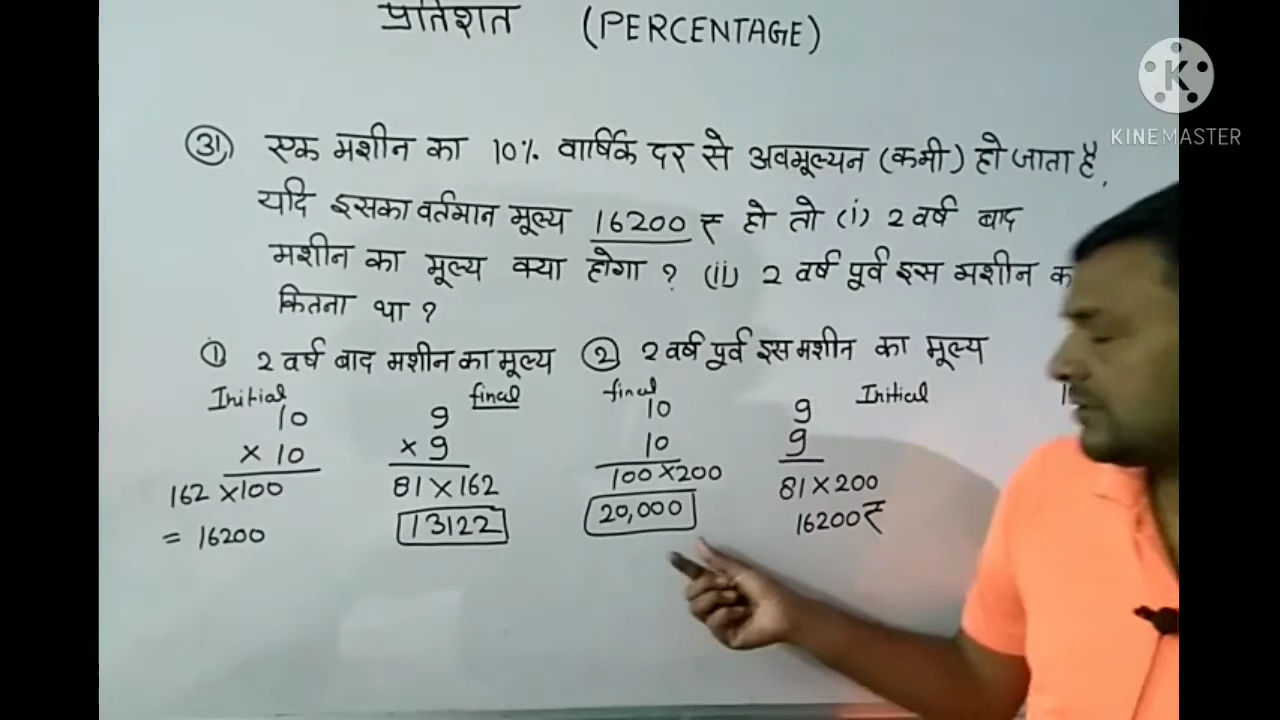 प्रतिशत (PERCENTAGE)
KINEMASTER
31) एक मशीन का 10% वार्षिक दर से अवमूल्यन (कमी) हो जाता है,
यदि इसका वर्तमान मूल्य 16200 ₹ हो तो (i) 2 वर्ष बाद
मशीन का मूल्य क्या होगा ? (ii) 2 वर्ष पूर्व इस मशीन क
कितना था ?
① 2 वर्ष बाद मशीन का मूल्य ② 2 वर्ष पूर्व इस मशीन का मूल्य
Initial final final Initial
10 9 10 9
× 10 × 9 10 9
162 × 100 81 × 162 100 × 200 81 × 200
= 16200 13122 20,000 16200₹